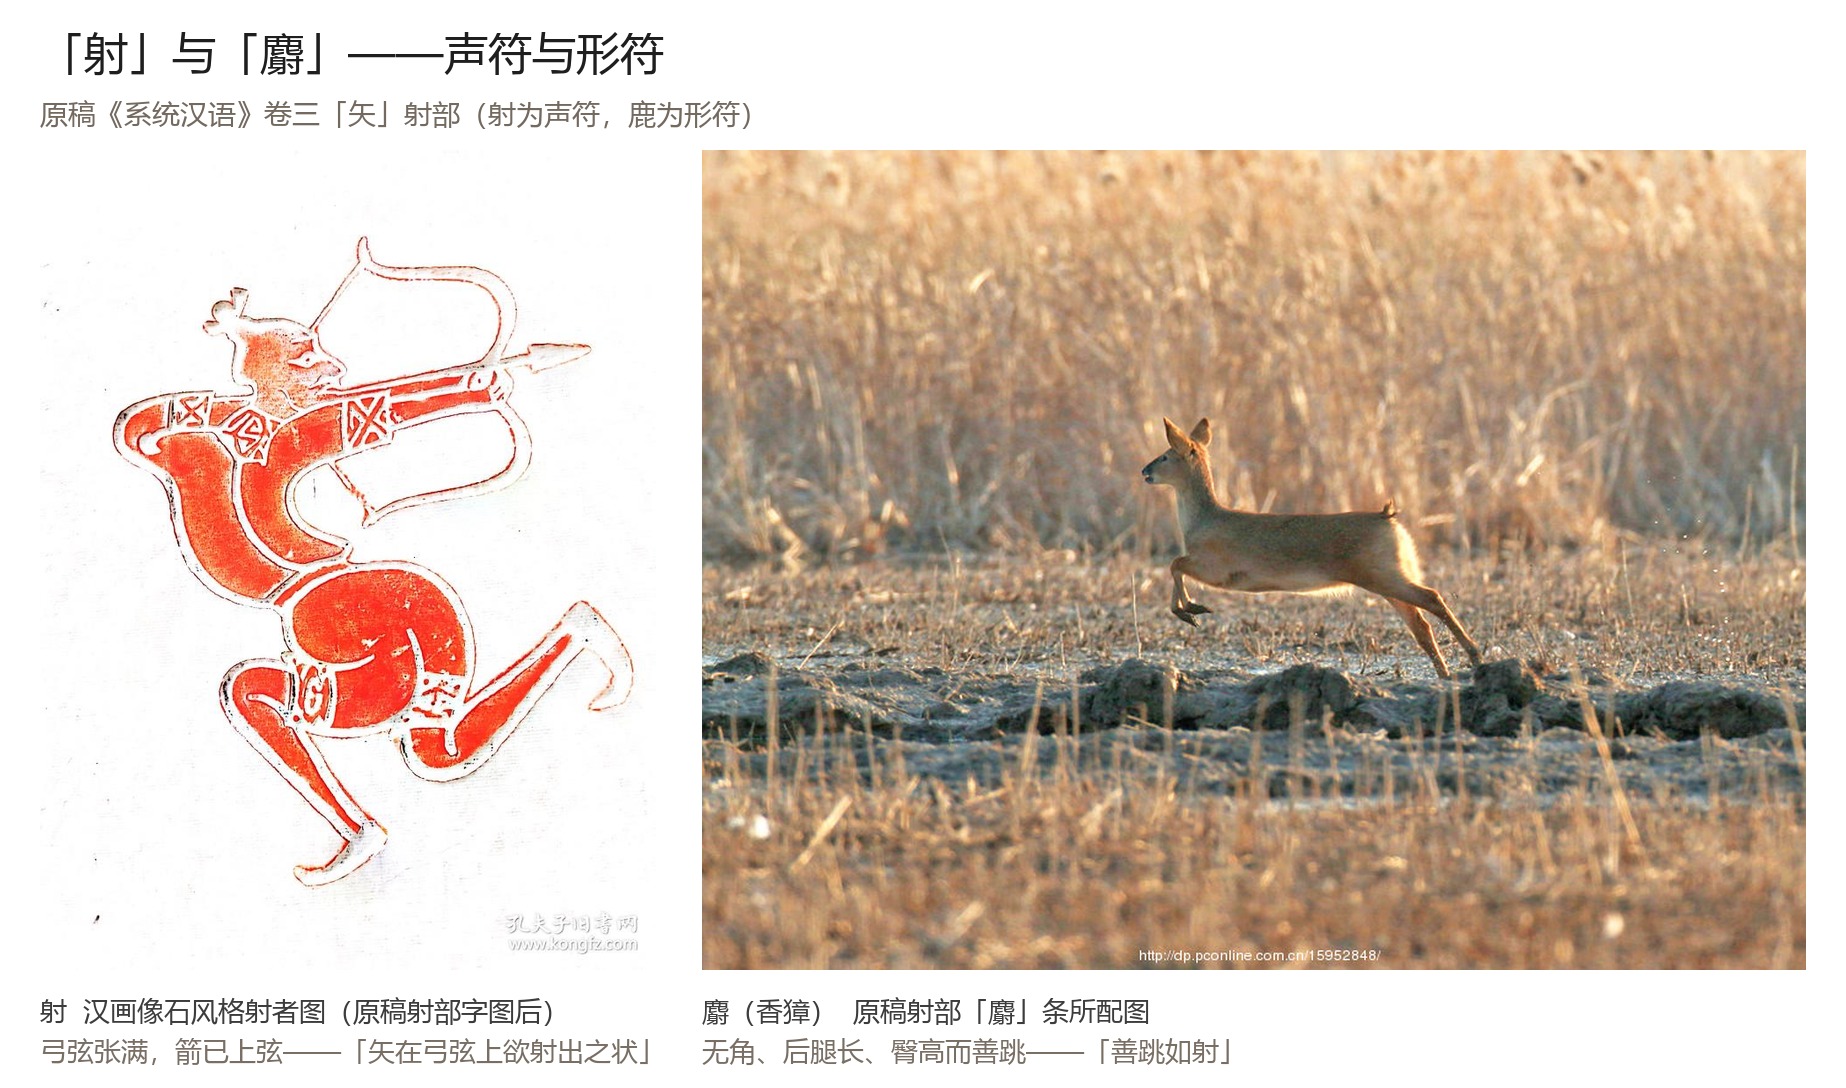 「射」与「麝」——声符与形符
原稿《系统汉语》卷三「矢」射部（射为声符，鹿为形符）
孔夫子旧书网
www.kongfz.com
http://dp.pconline.com.cn/15952848/
射 汉画像石风格射者图（原稿射部字图后）
弓弦张满，箭已上弦——「矢在弓弦上欲射出之状」
麝（香獐） 原稿射部「麝」条所配图
无角、后腿长、臀高而善跳——「善跳如射」